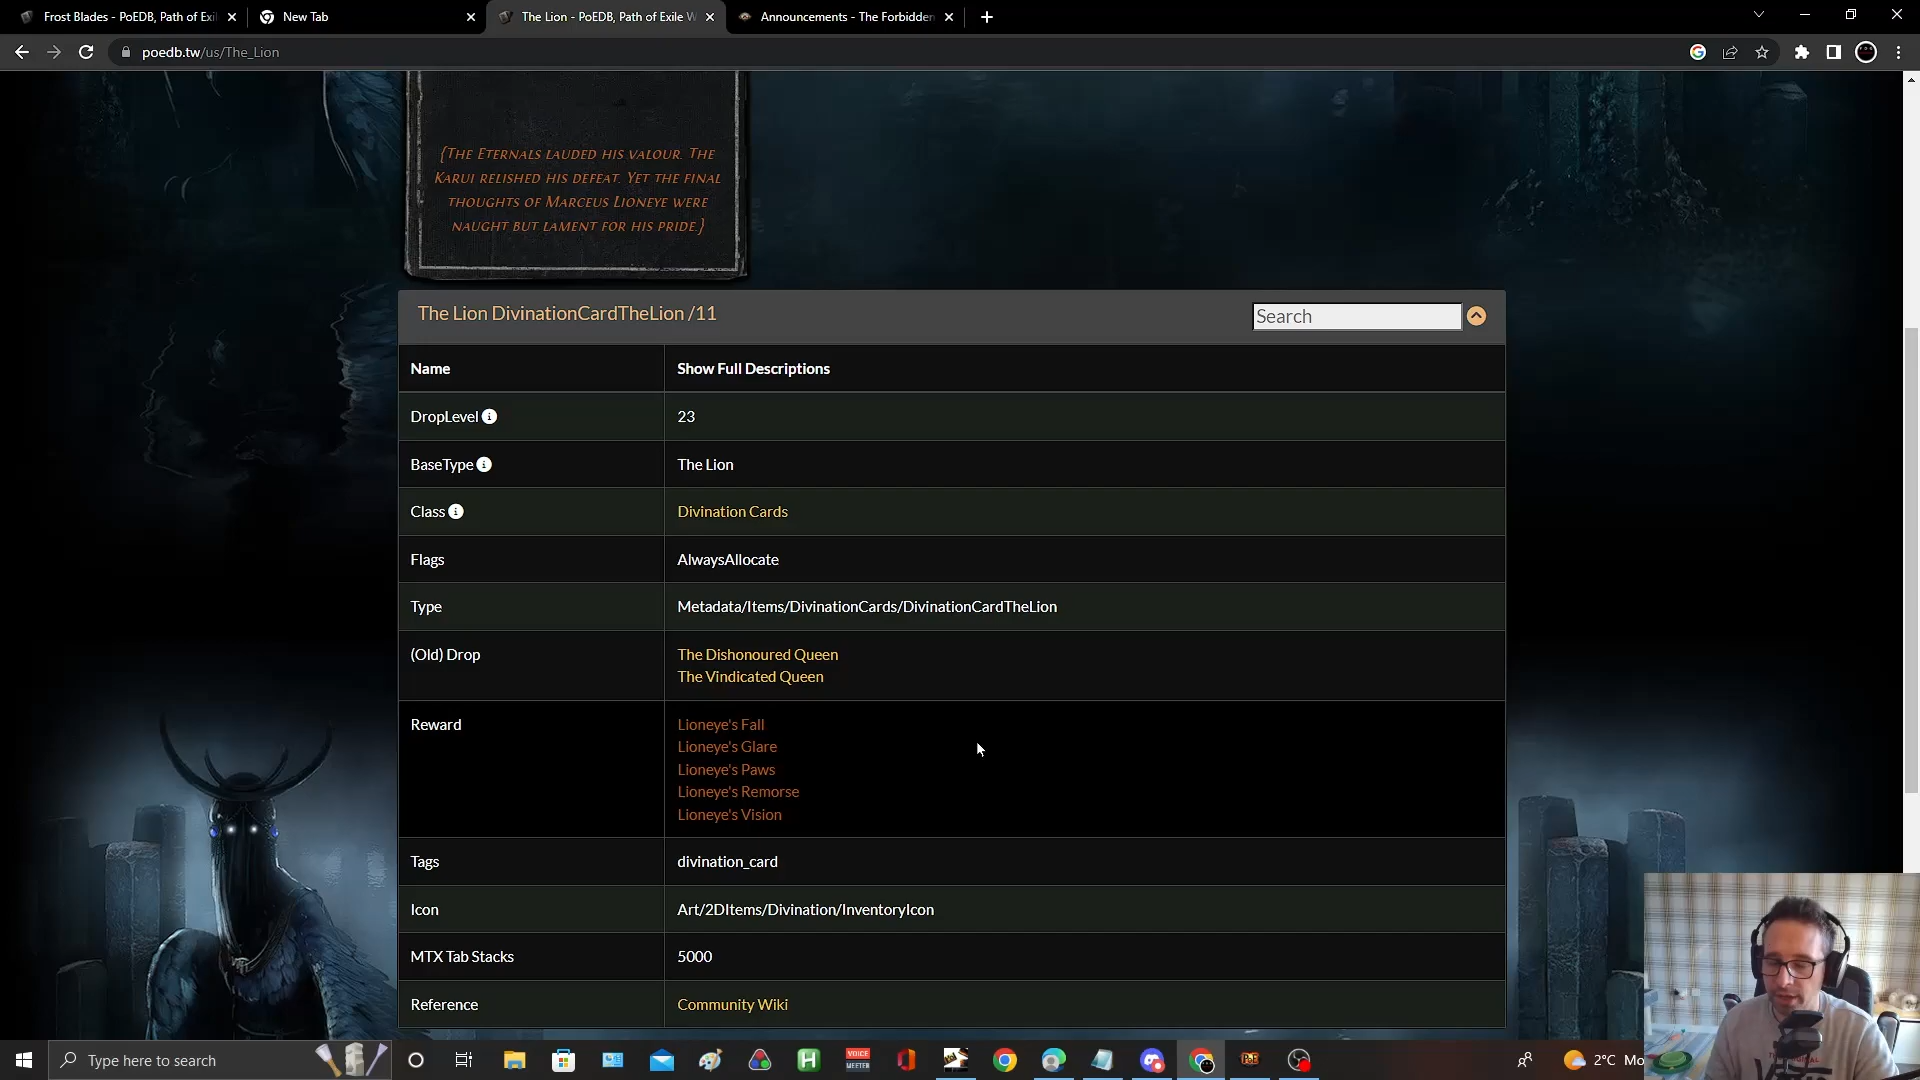 Frost Blades - PoEDB, Path of Exi
New Tab
The Lion - PoEDB, Path of Exile W
Announcements - The Forbidden
poedb.tw/us/The_Lion
{The Eternals lauded his valour. The
Karui relished his defeat. Yet the final
thoughts of Marceus Lioneye were
naught but lament for his pride.}
The Lion DivinationCardTheLion /11
Search
Name
Show Full Descriptions
DropLevel
23
BaseType
The Lion
Class
Divination Cards
Flags
AlwaysAllocate
Type
Metadata/Items/DivinationCards/DivinationCardTheLion
(Old) Drop
The Dishonoured Queen
The Vindicated Queen
Reward
Lioneye's Fall
Lioneye's Glare
Lioneye's Paws
Lioneye's Remorse
Lioneye's Vision
Tags
divination_card
Icon
Art/2DItems/Divination/InventoryIcon
MTX Tab Stacks
5000
Reference
Community Wiki
Type here to search
VOICE
MEETER
2°C Mo